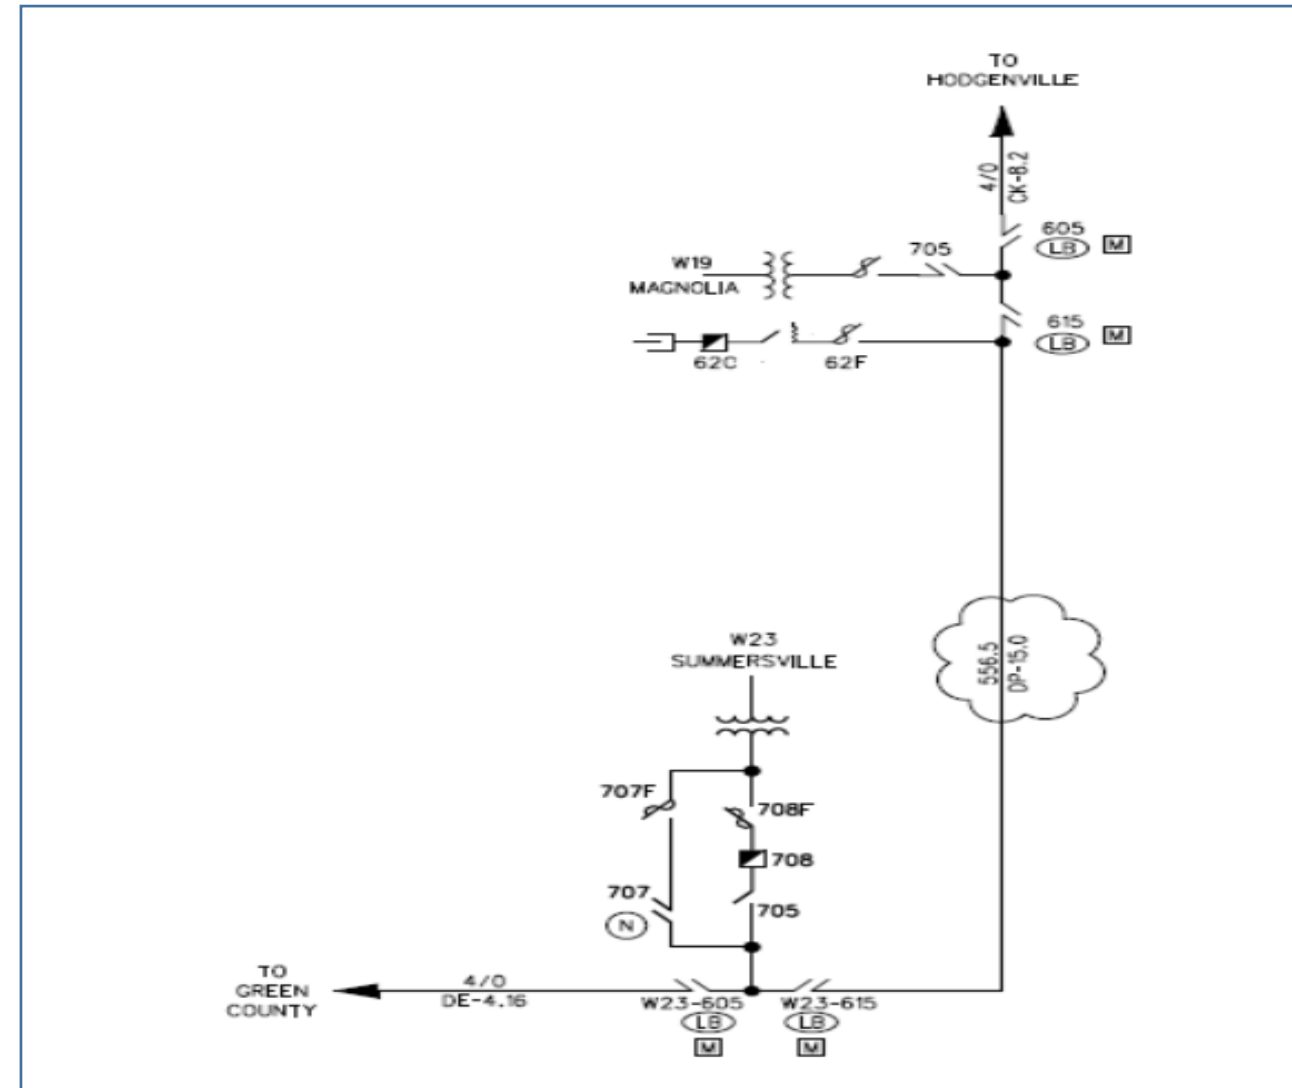 TO
HODGENVILLE
4/0
CK-8.2
605
LB
M
705
W19
MAGNOLIA
615
LB
M
62C
62F
556.5
DP-15.0
W23
SUMMERSVILLE
707F
708F
708
707
N
705
TO
GREEN
COUNTY
4/0
DE-4.16
W23-605
W23-615
LB
LB
M
M